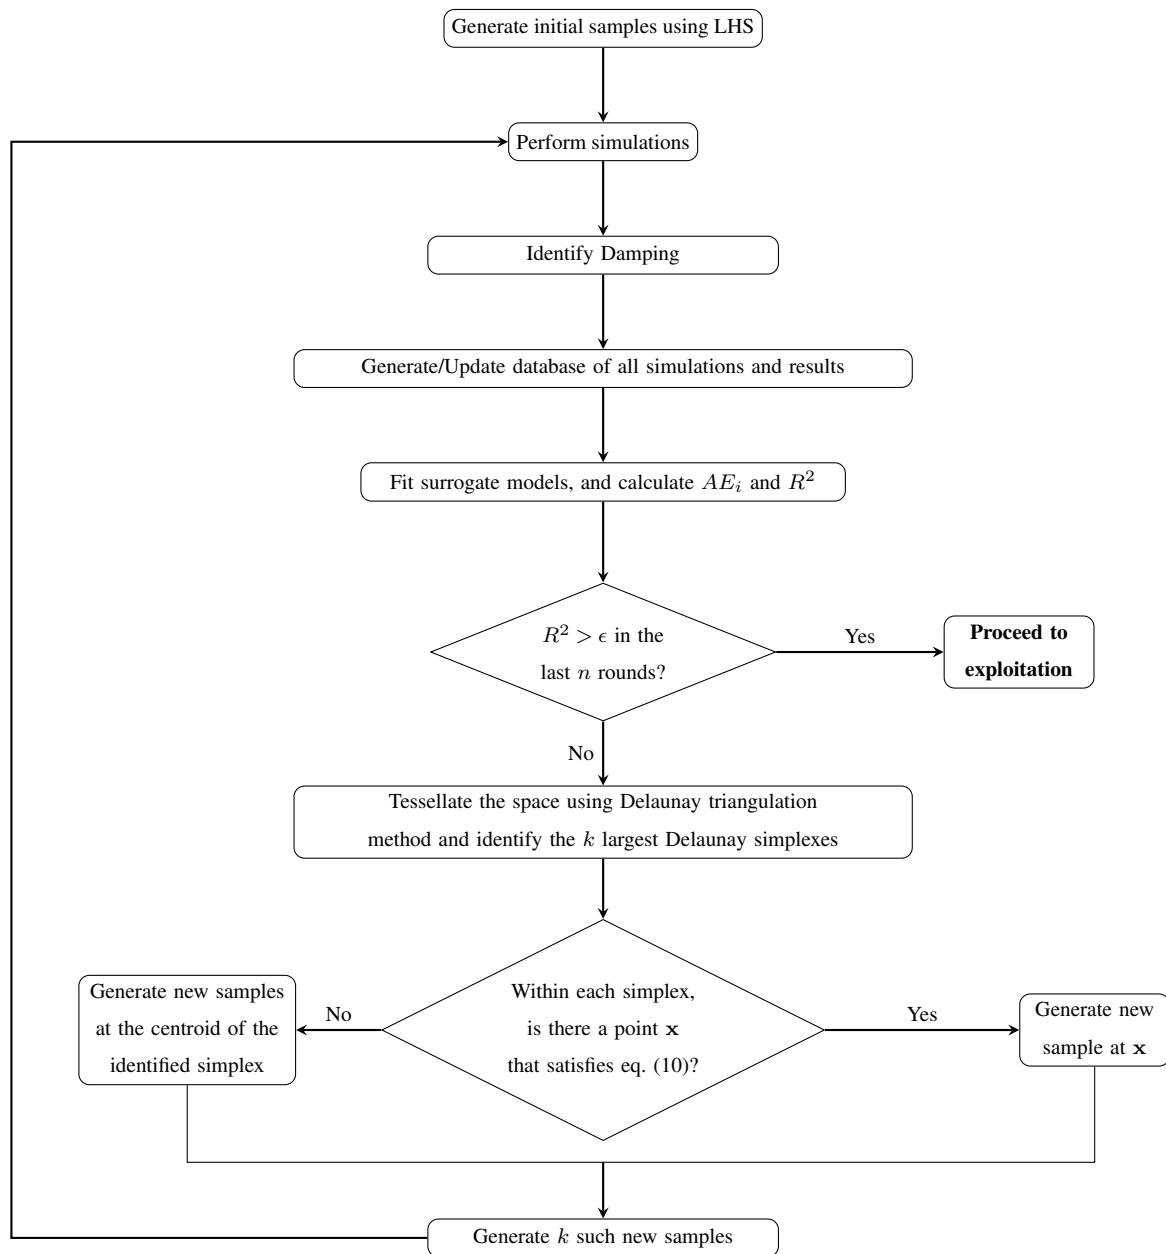 Generate initial samples using LHS
Perform simulations
Identify Damping
Generate/Update database of all simulations and results
Fit surrogate models, and calculate $AE_i$ and $R^2$
$R^2 > \epsilon$ in the
last $n$ rounds?
Yes
Proceed to
exploitation
No
Tessellate the space using Delaunay triangulation
method and identify the $k$ largest Delaunay simplexes
Generate new samples
at the centroid of the
identified simplex
No
Within each simplex,
is there a point $\mathbf{x}$
that satisfies eq. (10)?
Yes
Generate new
sample at $\mathbf{x}$
Generate $k$ such new samples